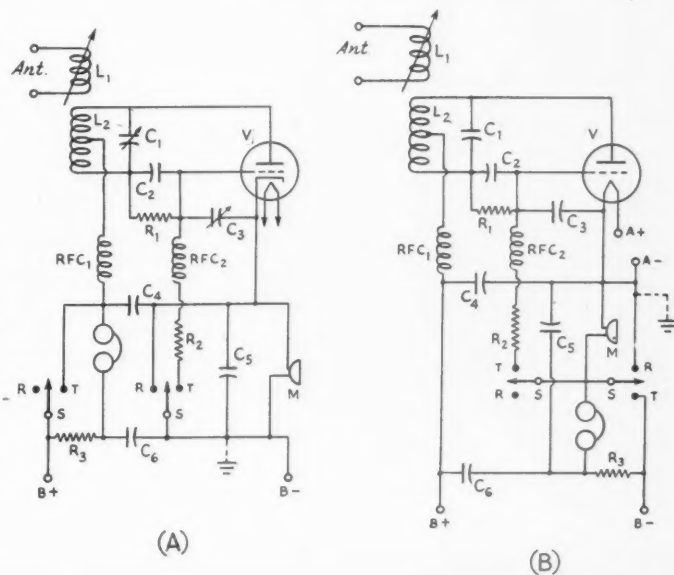 Ant.
L1
L2
C1
C2
V
R1
C3
RFC1
RFC2
C4
R2
C5
M
R T
R T
S
S
R3
C6
B+
B-
(A)
Ant.
L1
L2
C1
C2
V
R1
C3
A+
A-
RFC1
RFC2
C4
R2
C5
M
T
R
R
T
S
S
R3
C6
B+
B-
(B)